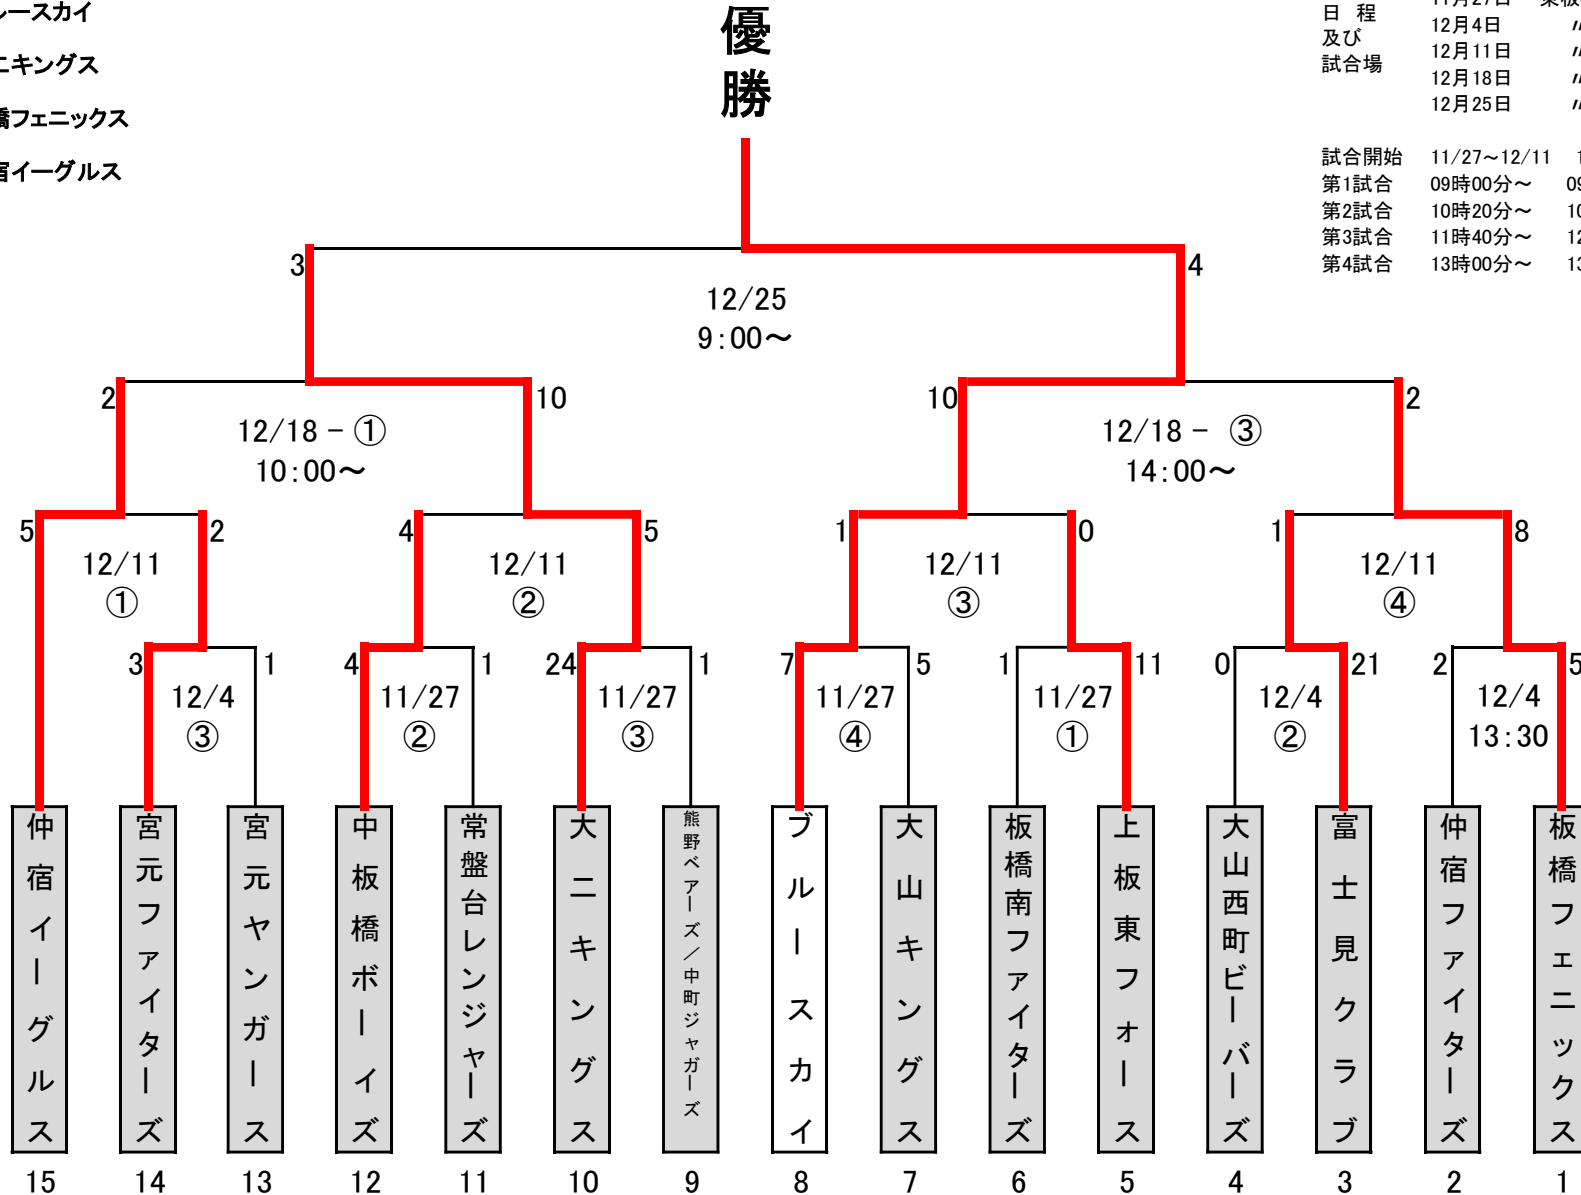 ースカイ
ニキングス
橋フェニックス
宿イーグルス
優勝
日 程
及び
試合場
11月27日
12月4日 〃
12月11日 〃
12月18日 〃
12月25日 〃
試合開始 11/27～12/11
第1試合 09時00分～ 09
第2試合 10時20分～ 10
第3試合 11時40分～ 12
第4試合 13時00分～ 13
3 4
12/25
9:00～
2 10 10 2
12/18 - ① 12/18 - ③
10:00～ 14:00～
5 2 4 5 1 0 1 8
12/11 12/11 12/11 12/11
① ② ③ ④
3 1 4 1 24 1 7 5 1 11 0 21 2 5
12/4 11/27 11/27 11/27 11/27 12/4 12/4
③ ② ③ ④ ① ② 13:30
仲宿イーグルス
宮元ファイターズ
宮元ヤンガース
中板橋ボーイズ
常盤台レンジャーズ
大ニキングス
熊野ベアーズ／中町ジャガーズ
ブルースカイ
大山キングス
板橋南ファイターズ
上板東フォース
大山西町ビーバーズ
富士見クラブ
仲宿ファイターズ
板橋フェニックス
15 14 13 12 11 10 9 8 7 6 5 4 3 2 1